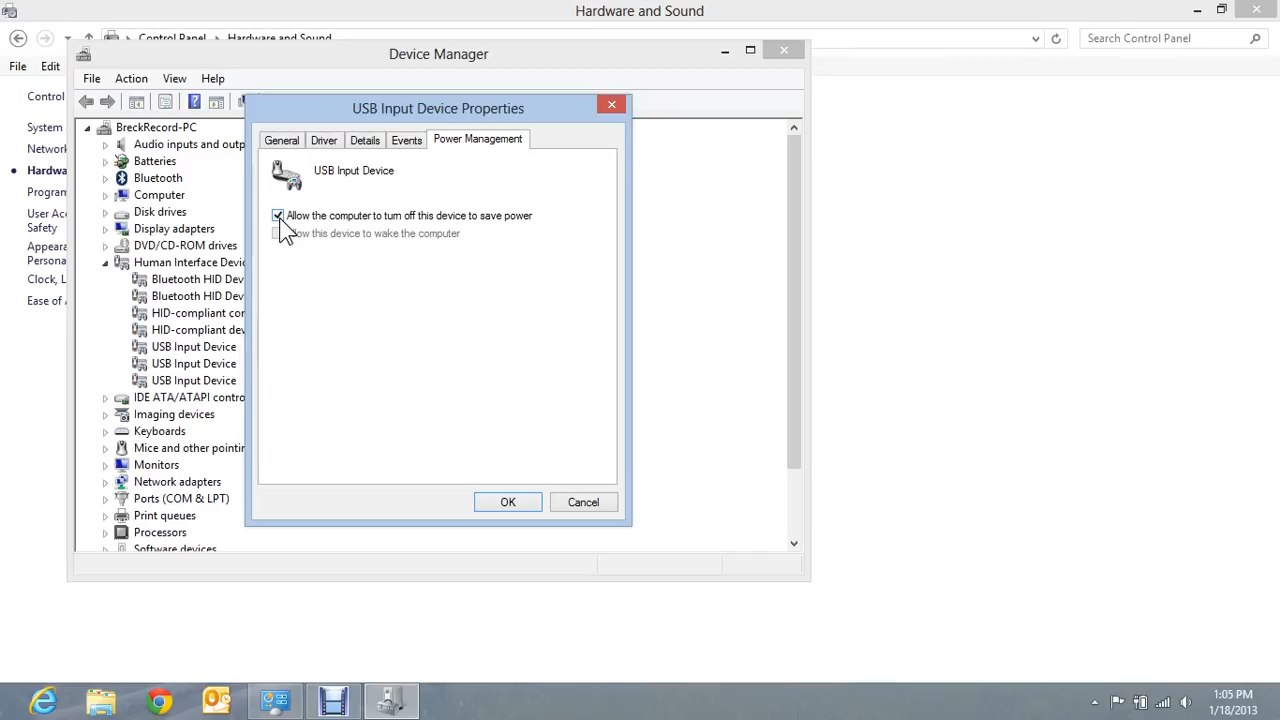 Hardware and Sound
Control Panel Hardware and Sound
Search Control Panel
File Edit
Device Manager
File Action View Help
USB Input Device Properties
General Driver Details Events Power Management
USB Input Device
Allow the computer to turn off this device to save power
this device to wake the computer
OK Cancel
Control
System
Network
Hardwa
Program
User Ac
Safety
Appeara
Persona
Clock, L
Ease of
BreckRecord-PC
Audio inputs and outp
Batteries
Bluetooth
Computer
Disk drives
Display adapters
DVD/CD-ROM drives
Human Interface Devic
Bluetooth HID Dev
Bluetooth HID Dev
HID-compliant con
HID-compliant dev
USB Input Device
USB Input Device
USB Input Device
IDE ATA/ATAPI contro
Imaging devices
Keyboards
Mice and other pointin
Monitors
Network adapters
Ports (COM & LPT)
Print queues
Processors
Software devices
1:05 PM
1/18/2013